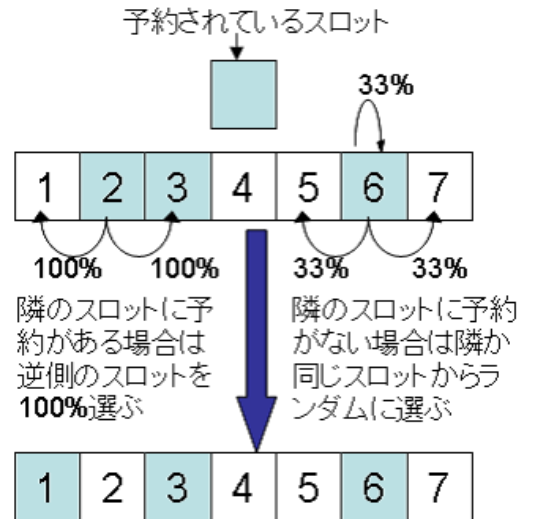 予約されているスロット
33%
1 2 3 4 5 6 7
100% 100% 33% 33%
隣のスロットに予
約がある場合は
逆側のスロットを
100%選ぶ
隣のスロットに予約
がない場合は隣か
同じスロットからラ
ンダムに選ぶ
1 2 3 4 5 6 7